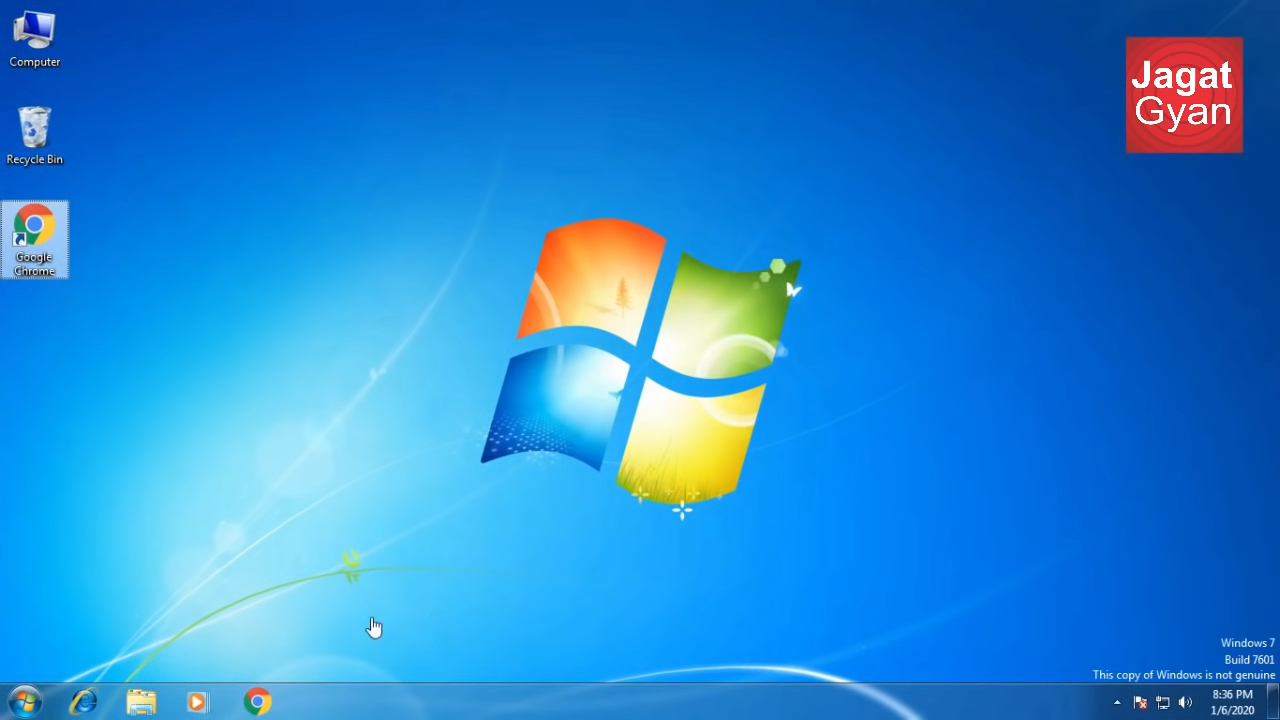 Computer
Recycle Bin
Google
Chrome
Jagat
Gyan
Windows 7
Build 7601
This copy of Windows is not genuine
8:36 PM
1/6/2020